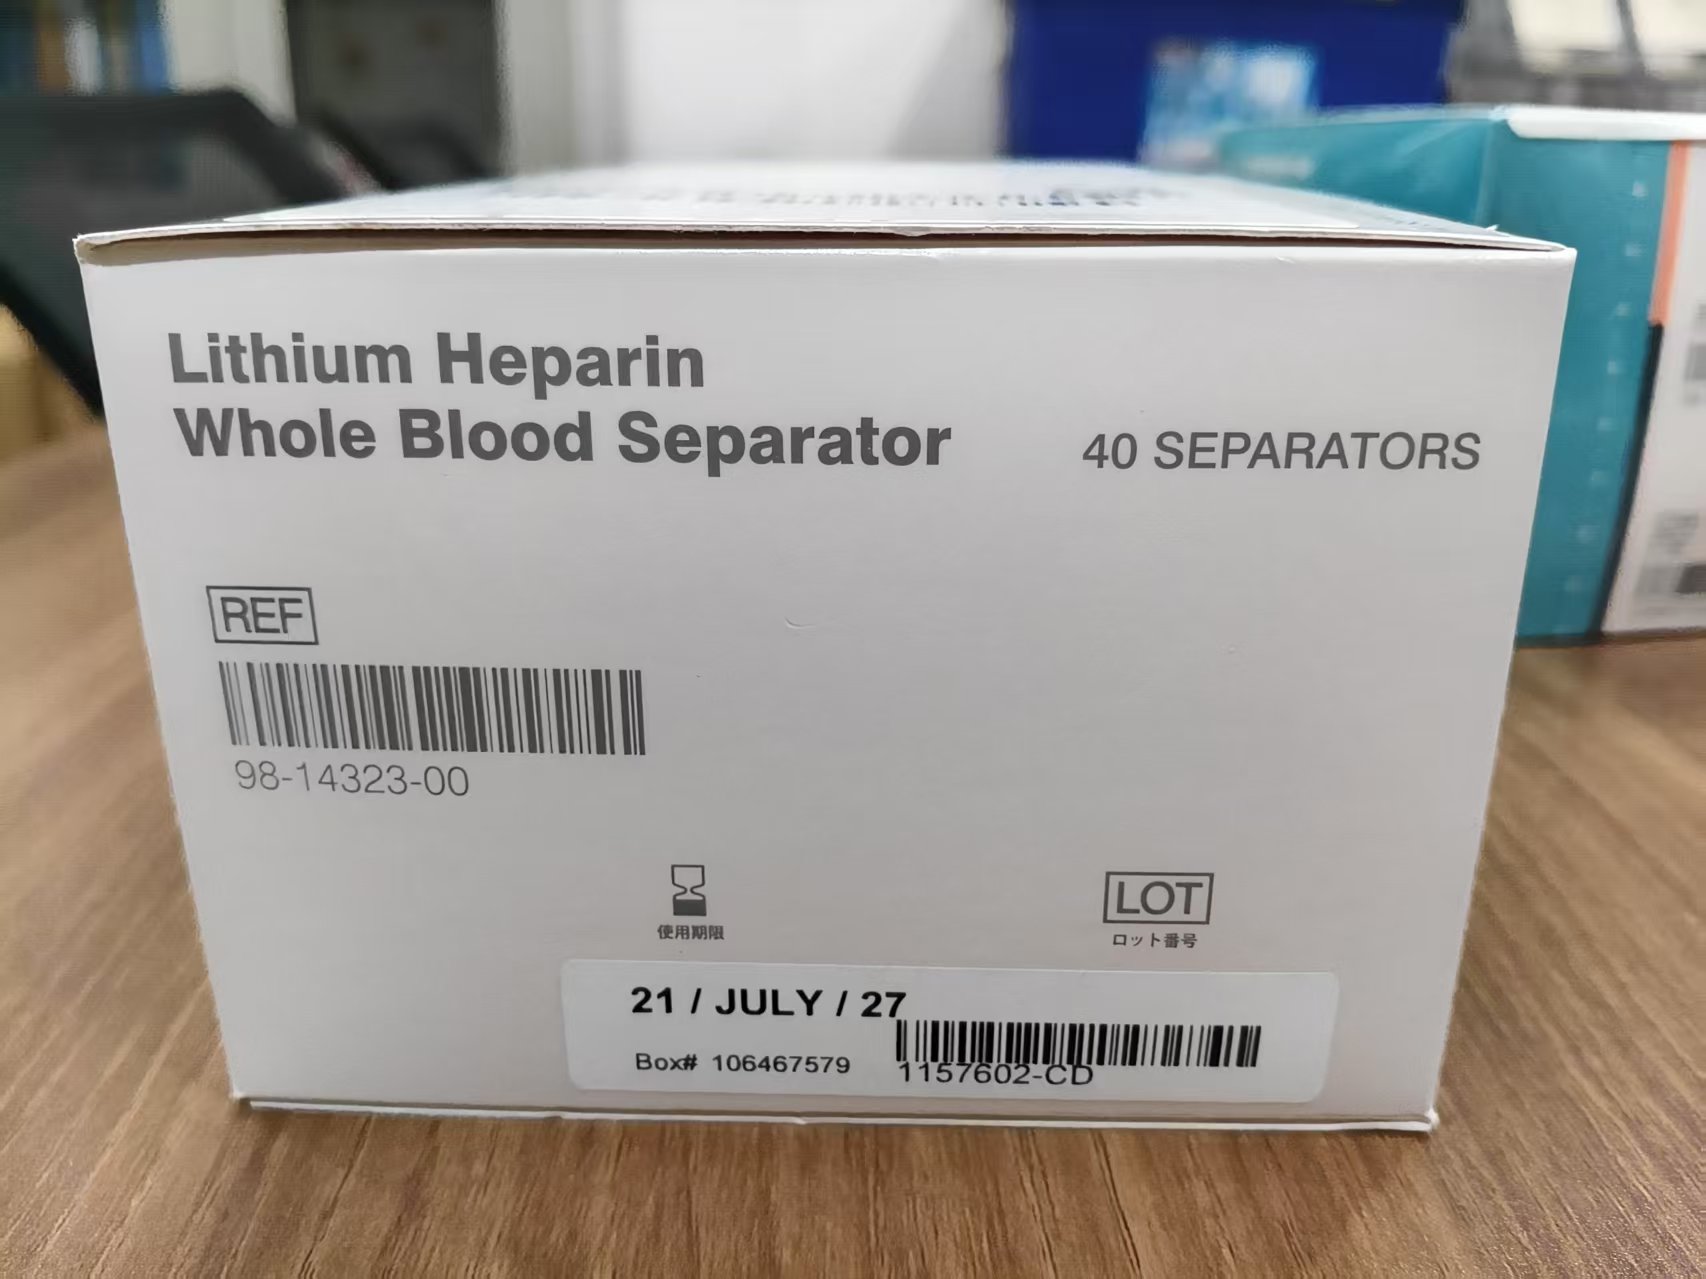 Lithium Heparin
Whole Blood Separator
40 SEPARATORS
REF
98-14323-00
使用期限
LOT
ロット番号
21 / JULY / 27
Box# 106467579
1157602-CD